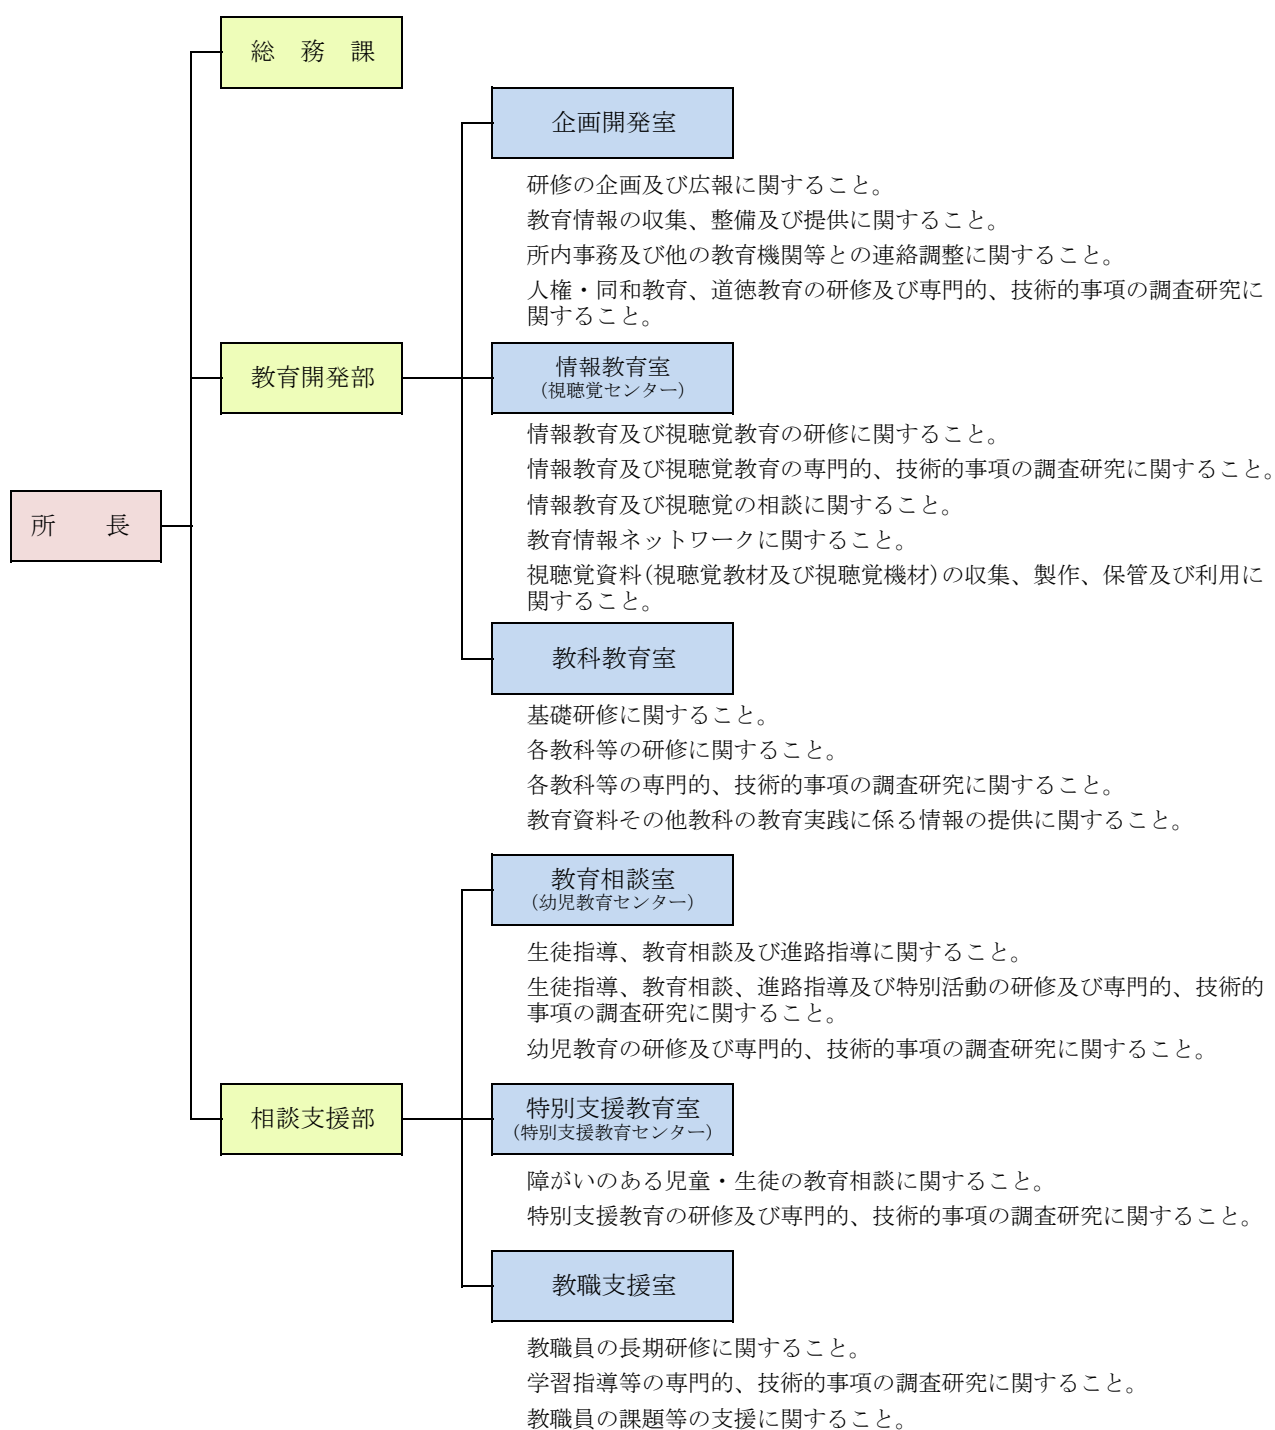 総　務　課
企画開発室
研修の企画及び広報に関すること。
教育情報の収集、整備及び提供に関すること。
所内事務及び他の教育機関等との連絡調整に関すること。
人権・同和教育、道徳教育の研修及び専門的、技術的事項の調査研究に
関すること。
教育開発部
情報教育室
(視聴覚センター)
情報教育及び視聴覚教育の研修に関すること。
情報教育及び視聴覚教育の専門的、技術的事項の調査研究に関すること。
情報教育及び視聴覚の相談に関すること。
教育情報ネットワークに関すること。
視聴覚資料(視聴覚教材及び視聴覚機材)の収集、製作、保管及び利用に
関すること。
所　　長
教科教育室
基礎研修に関すること。
各教科等の研修に関すること。
各教科等の専門的、技術的事項の調査研究に関すること。
教育資料その他教科の教育実践に係る情報の提供に関すること。
教育相談室
(幼児教育センター)
生徒指導、教育相談及び進路指導に関すること。
生徒指導、教育相談、進路指導及び特別活動の研修及び専門的、技術的
事項の調査研究に関すること。
幼児教育の研修及び専門的、技術的事項の調査研究に関すること。
相談支援部
特別支援教育室
(特別支援教育センター)
障がいのある児童・生徒の教育相談に関すること。
特別支援教育の研修及び専門的、技術的事項の調査研究に関すること。
教職支援室
教職員の長期研修に関すること。
学習指導等の専門的、技術的事項の調査研究に関すること。
教職員の課題等の支援に関すること。